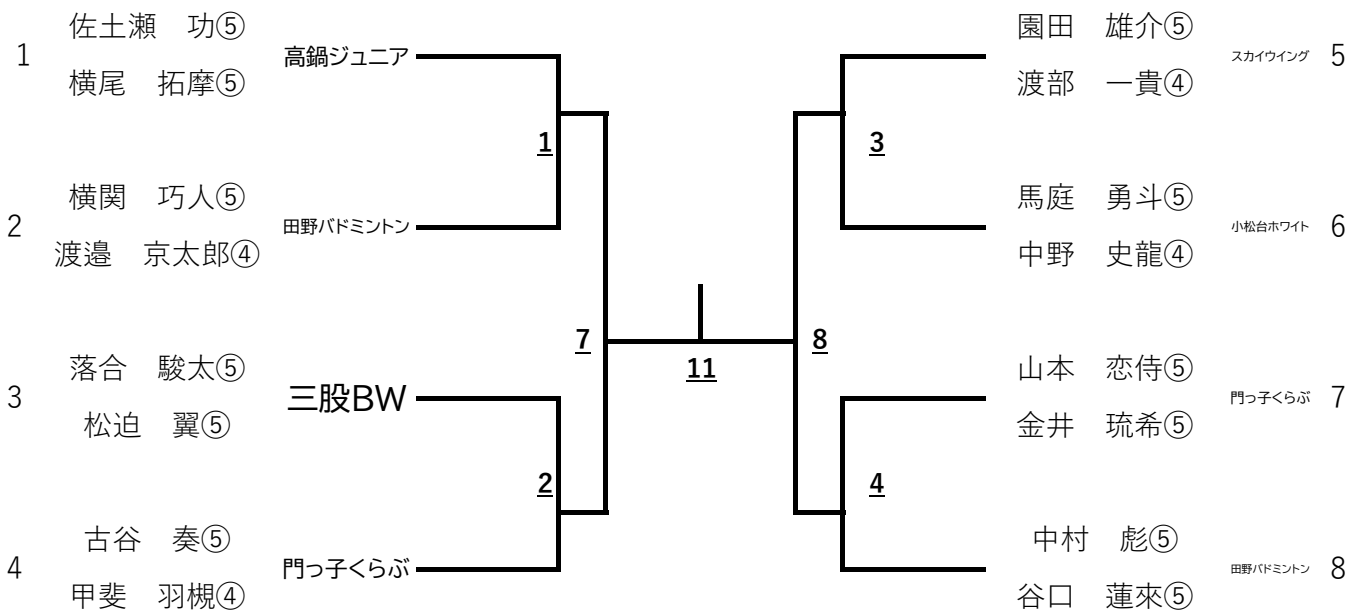 佐土瀬　功⑤
1
高鍋ジュニア
横尾　拓摩⑤
1
横関　巧人⑤
2
田野バドミントン
渡邉　京太郎④
7
落合　駿太⑤
3
三股BW
松迫　翼⑤
2
古谷　奏⑤
4
門っ子くらぶ
甲斐　羽槻④
11
園田　雄介⑤
スカイウイング
5
渡部　一貴④
3
馬庭　勇斗⑤
小松台ホワイト
6
中野　史龍④
8
山本　恋侍⑤
門っ子くらぶ
7
金井　琉希⑤
4
中村　彪⑤
田野バドミントン
8
谷口　蓮來⑤